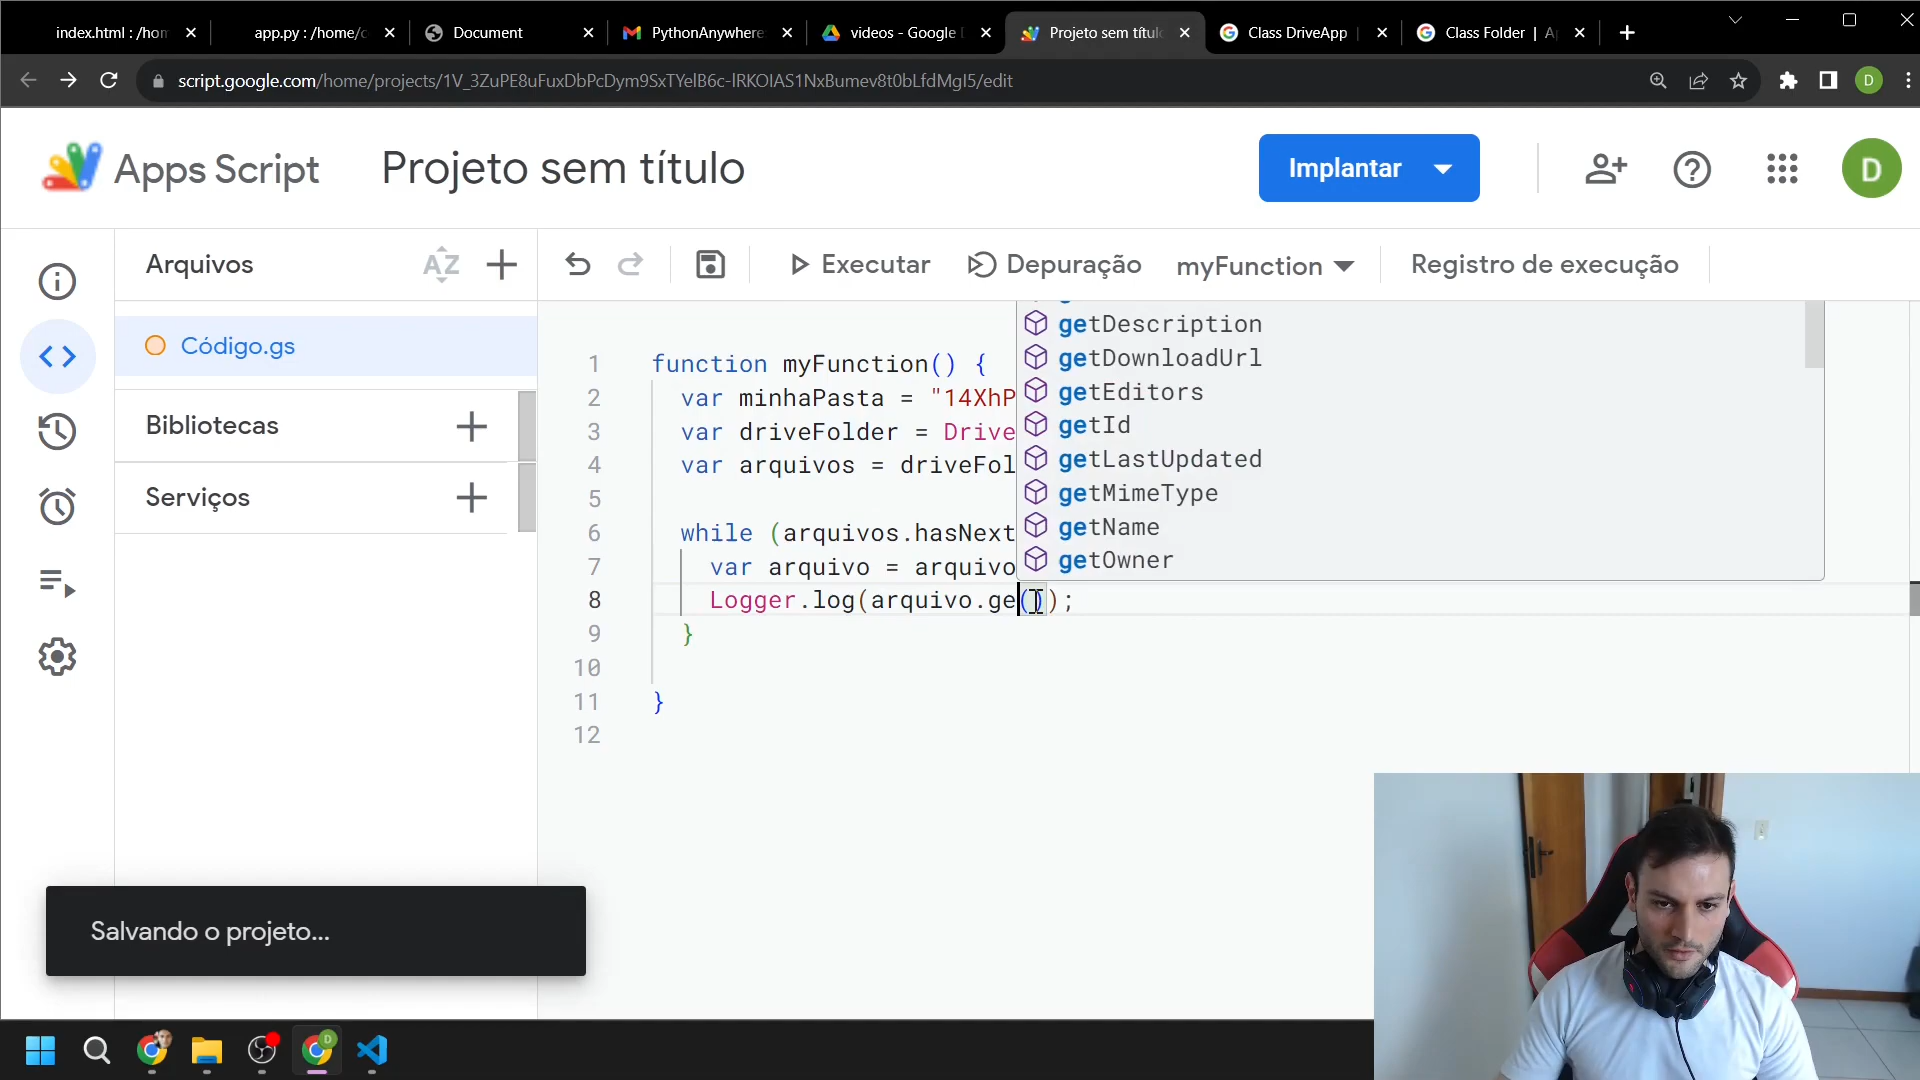 index.html : /hom
app.py : /home/c
Document
PythonAnywhere
videos - Google D
Projeto sem título
Class DriveApp
Class Folder | A
script.google.com/home/projects/1V_3ZuPE8uFuxDbPcDym9SxTYelB6c-IRKOIAS1NxBumev8t0bLfdMgI5/edit
D
Apps Script
Projeto sem título
Implantar
D
Arquivos
AZ
Executar
Depuração
myFunction
Registro de execução
Código.gs
Bibliotecas
Serviços
1 function myFunction() {
2 var minhaPasta = "14XhP
3 var driveFolder = Drive
4 var arquivos = driveFol
5
6 while (arquivos.hasNext
7 var arquivo = arquivo
8 Logger.log(arquivo.ge());
9 }
10
11 }
12
getDescription
getDownloadUrl
getEditors
getId
getLastUpdated
getMimeType
getName
getOwner
Salvando o projeto...